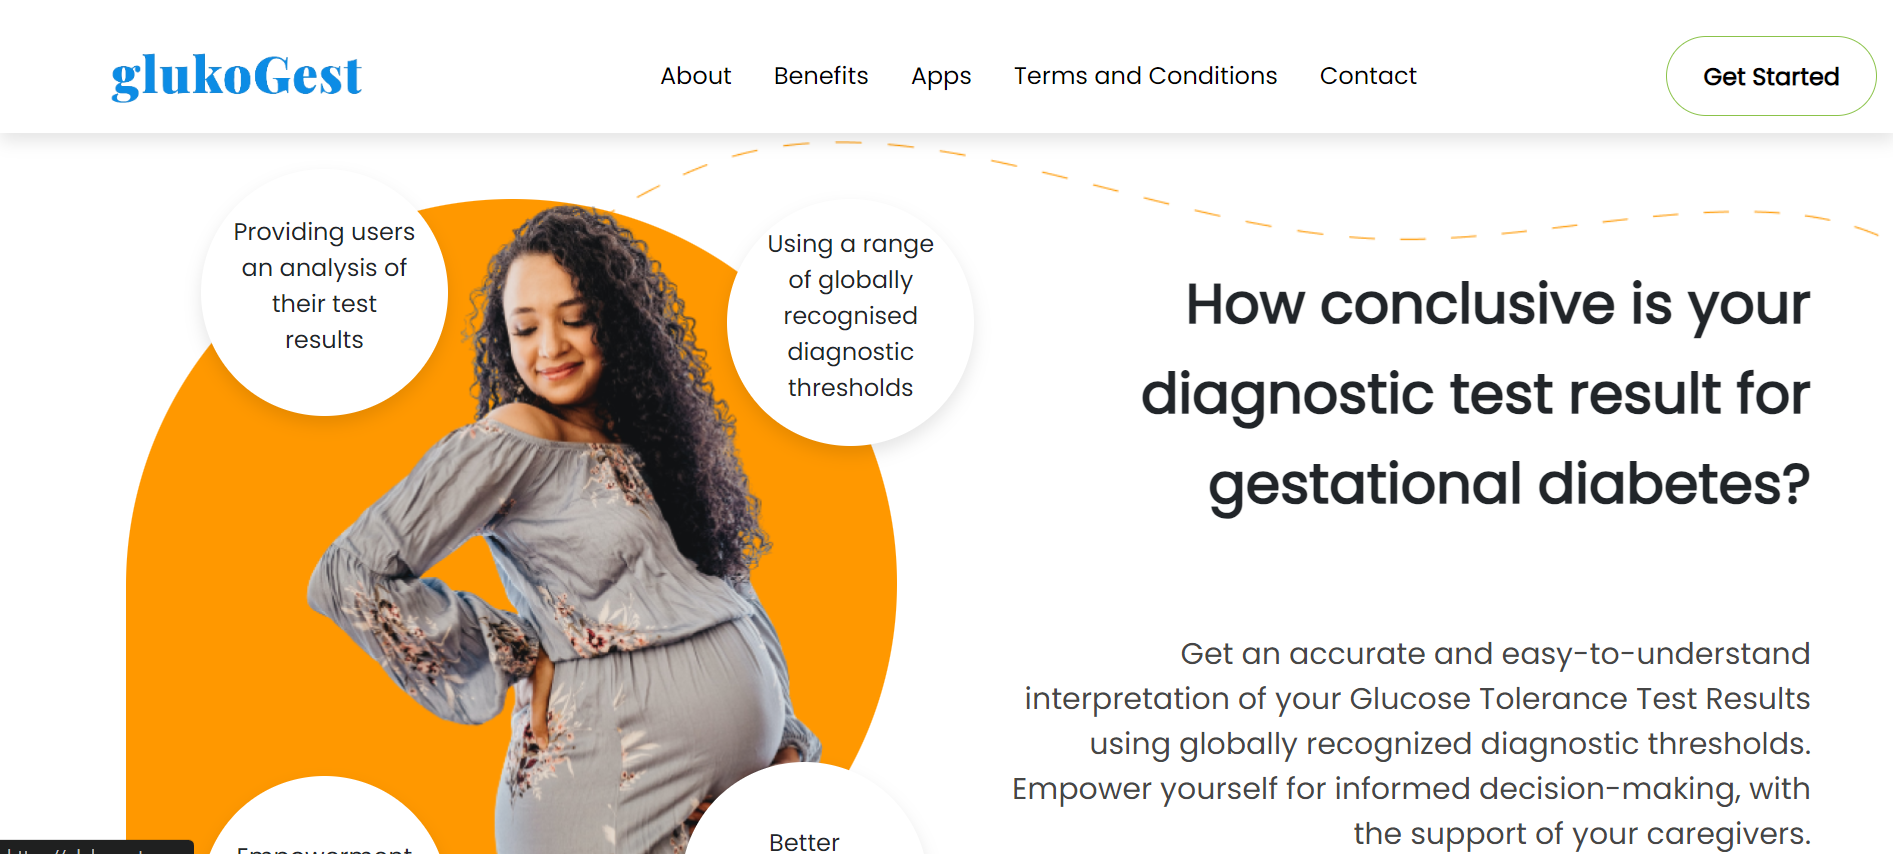 glukoGest
About
Benefits
Apps
Terms and Conditions
Contact
Get Started
Providing users
an analysis of
their test
results
Using a range
of globally
recognised
diagnostic
thresholds
How conclusive is your
diagnostic test result for
gestational diabetes?
Get an accurate and easy-to-understand
interpretation of your Glucose Tolerance Test Results
using globally recognized diagnostic thresholds.
Empower yourself for informed decision-making, with
the support of your caregivers.
Empowerment
Better